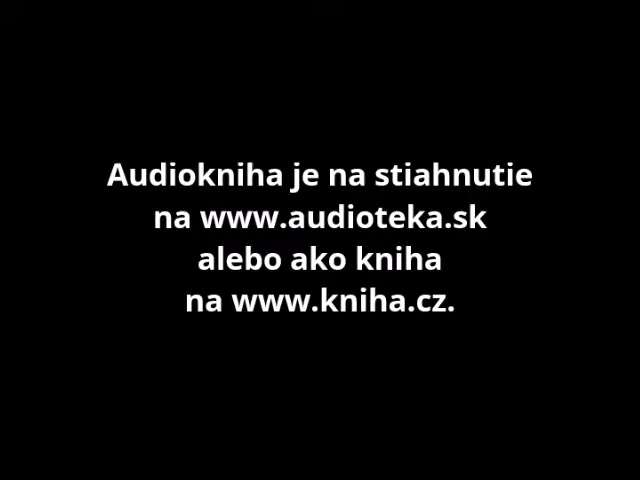 Audiokniha je na stiahnutie
na www.audioteka.sk
alebo ako kniha
na www.kniha.cz.